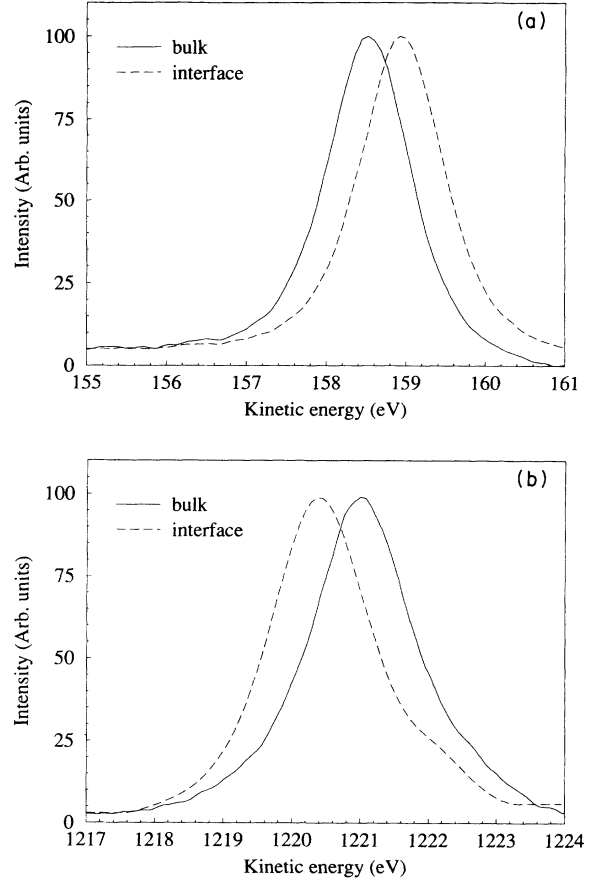 (a)
bulk
interface
100
75
50
25
0
Intensity (Arb. units)
155 156 157 158 159 160 161
Kinetic energy (eV)
(b)
bulk
interface
100
75
50
25
0
Intensity (Arb. units)
1217 1218 1219 1220 1221 1222 1223 1224
Kinetic energy (eV)